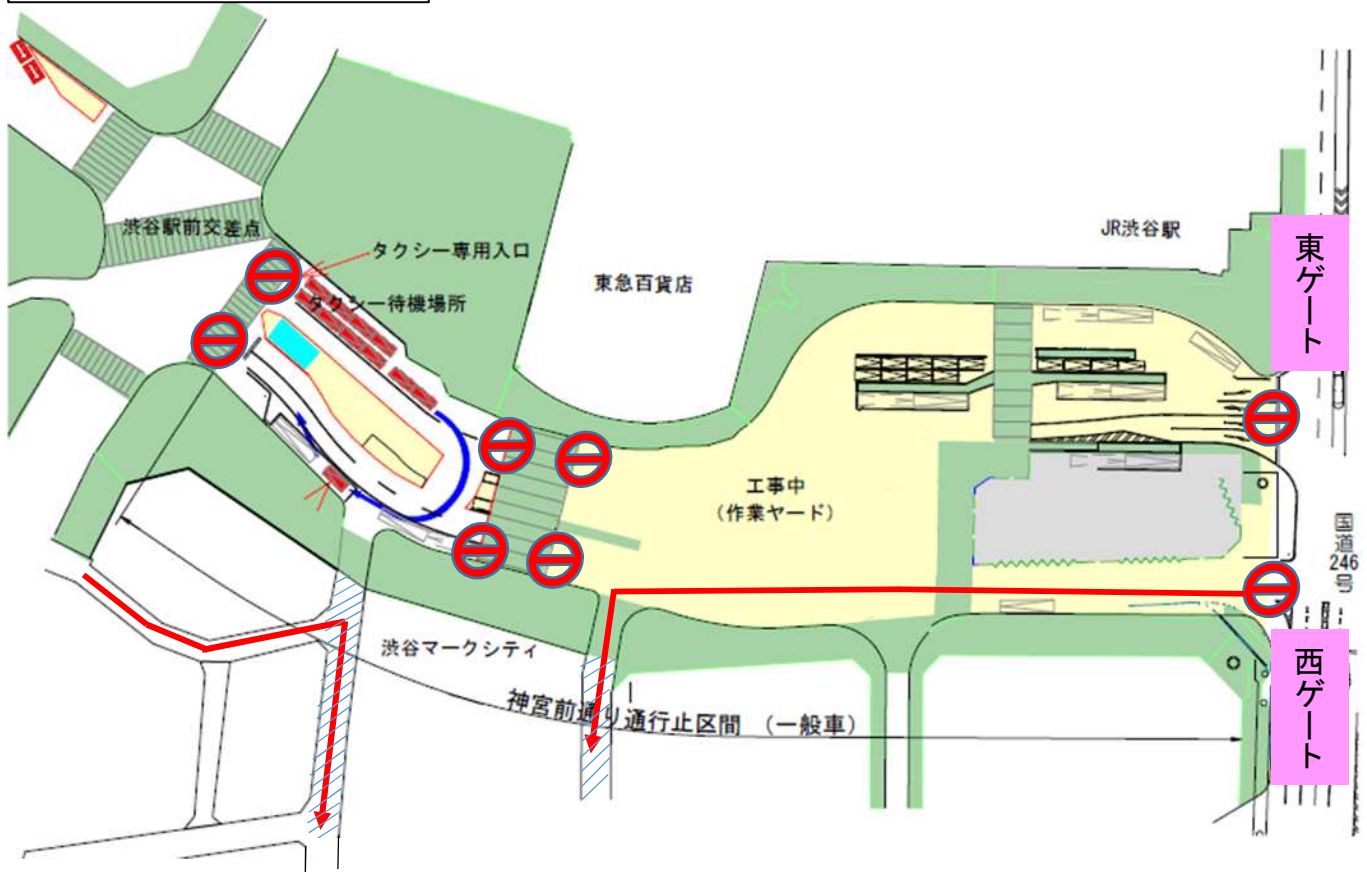 JR渋谷駅
東ゲート
渋谷駅前交差点
タクシー専用入口
東急百貨店
タクシー待機場所
工事中
(作業ヤード)
国道
246
号
渋谷マークシティ
西ゲート
神宮前通り通行止区間 (一般車)